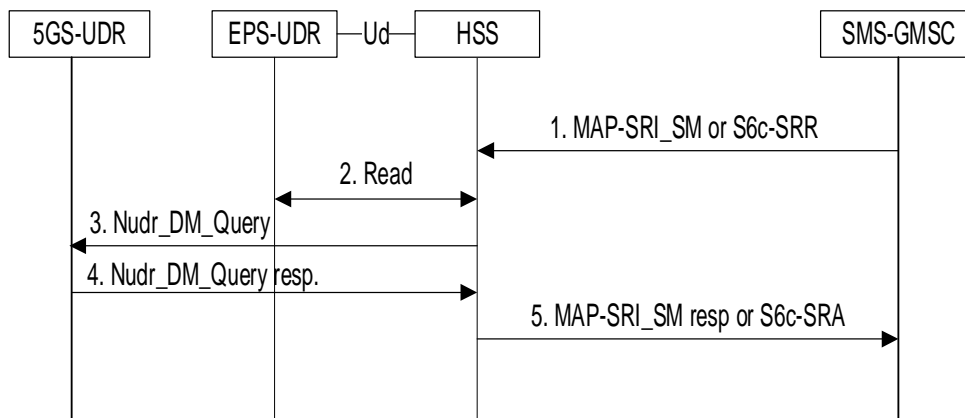 5GS-UDR
EPS-UDR
Ud
HSS
SMS-GMSC
1. MAP-SRI_SM or S6c-SRR
2. Read
3. Nudr_DM_Query
4. Nudr_DM_Query resp.
5. MAP-SRI_SM resp or S6c-SRA